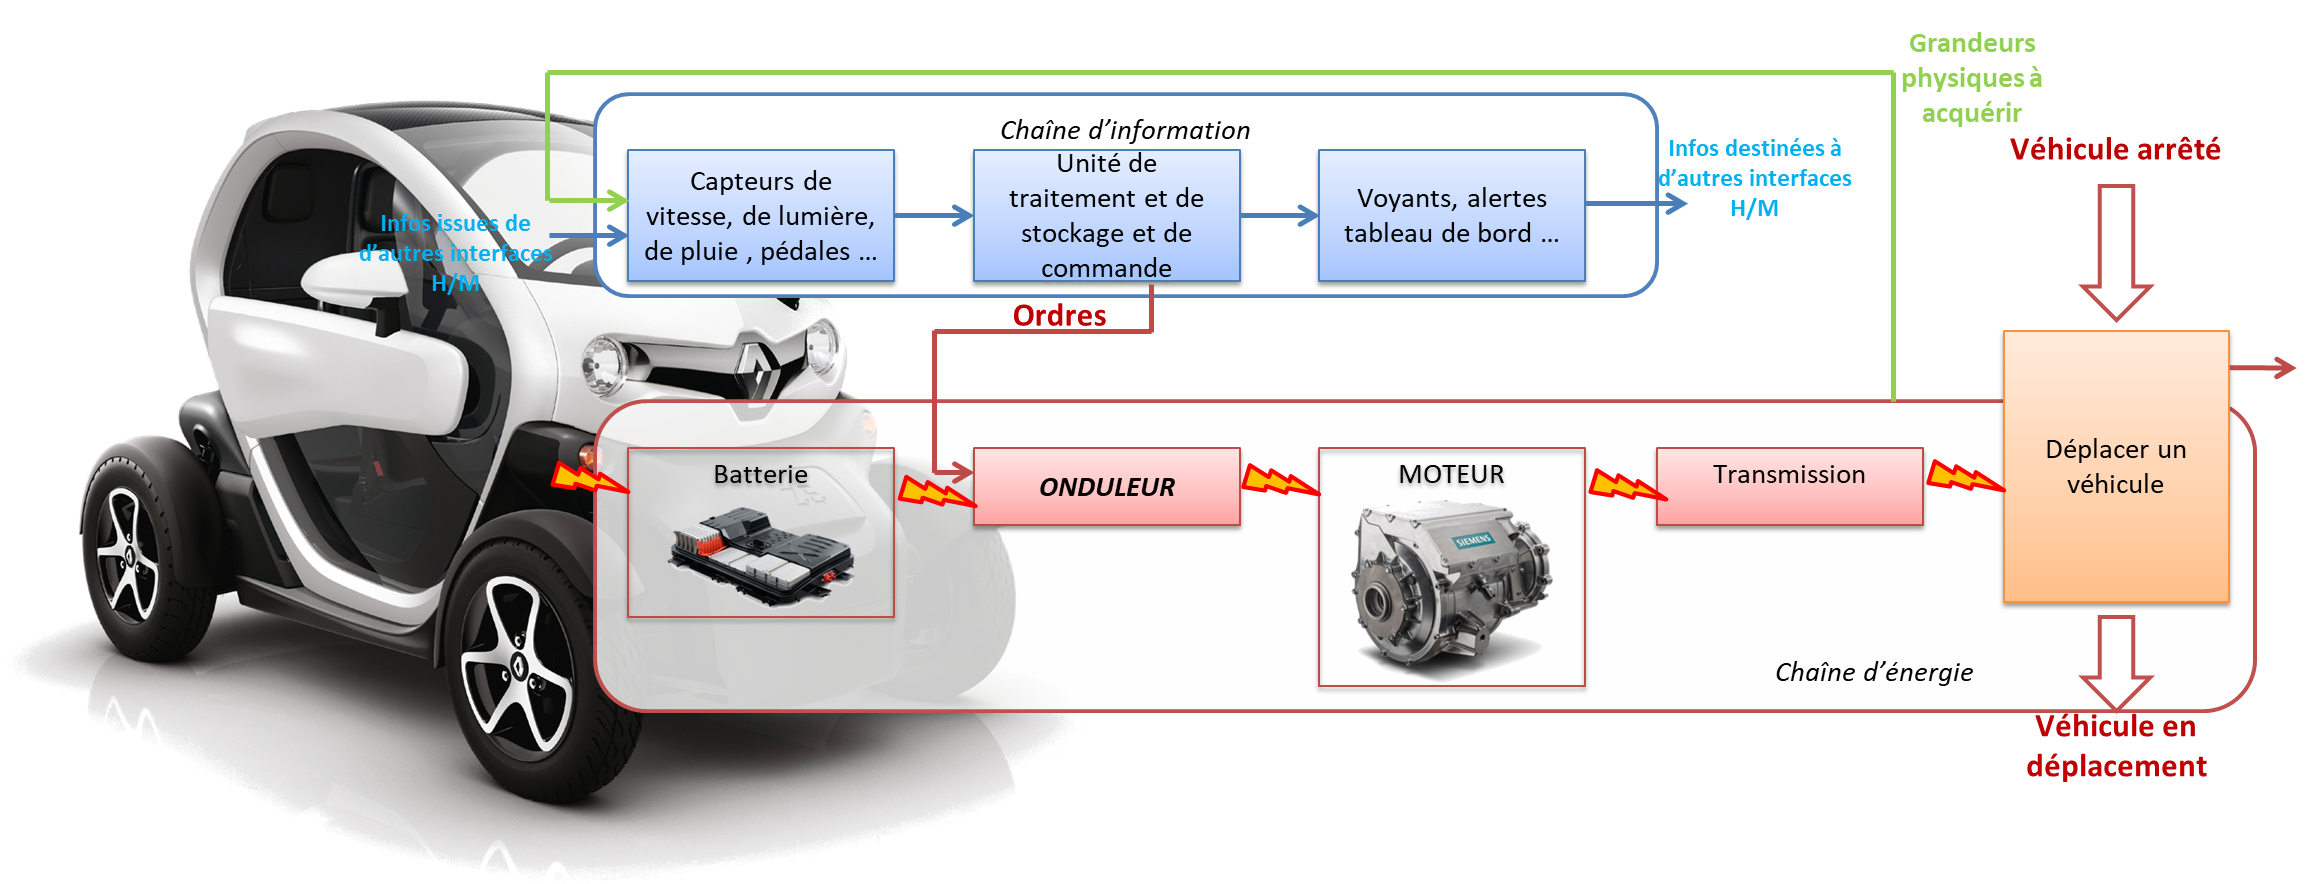 Grandeurs
physiques à
acquérir
Chaîne d’information
Infos issues de
d’autres interfaces
H/M
Capteurs de
vitesse, de lumière,
de pluie , pédales ...
Unité de
traitement et de
stockage et de
commande
Voyants, alertes
tableau de bord ...
Infos destinées à
d’autres interfaces
H/M
Véhicule arrêté
Ordres
Batterie
ONDULEUR
MOTEUR
SIEMENS
Transmission
Déplacer un
véhicule
Chaîne d’énergie
Véhicule en
déplacement